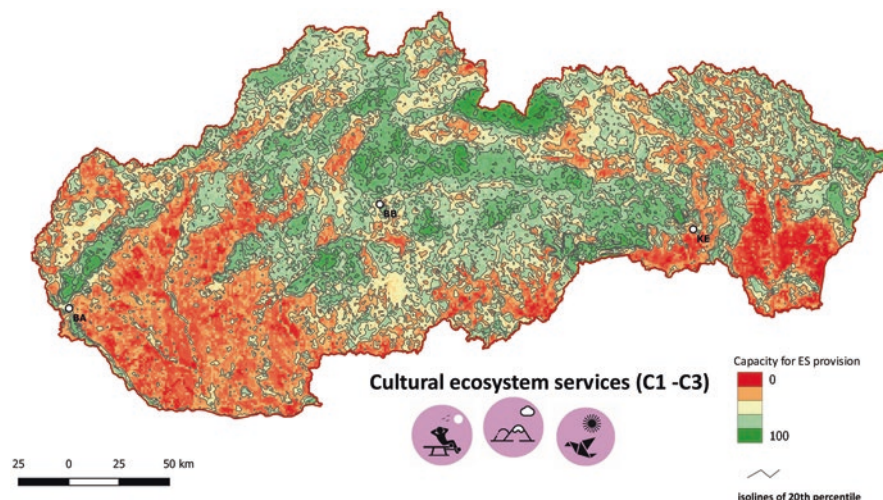 BB
KE
BA
Capacity for ES provision
0
100
Cultural ecosystem services (C1 -C3)
25 0 25 50 km
isolines of 20th percentile